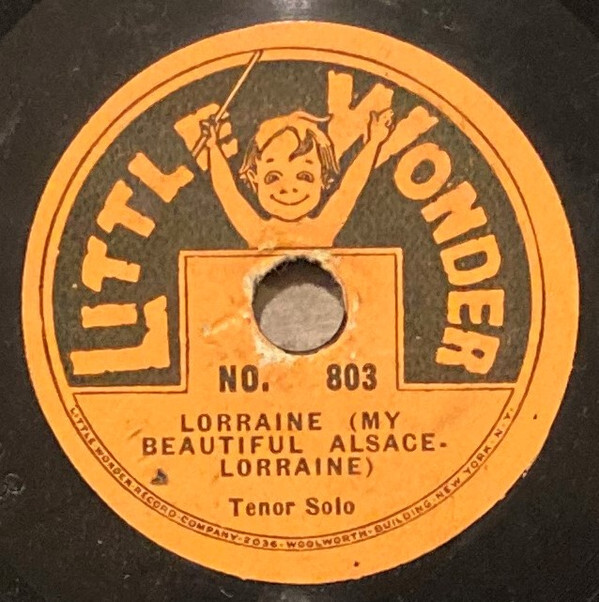 LITTLE WONDER
NO. 803
LORRAINE (MY
BEAUTIFUL ALSACE-
LORRAINE)
Tenor Solo
LITTLE WONDER RECORD COMPANY-2036-WOOLWORTH-BUILDING, NEW YORK. N.Y.